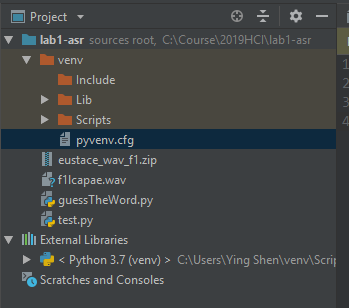 Project
lab1-asr sources root, C:\Course\2019HCI\lab1-asr
venv
Include
Lib
Scripts
pyvenv.cfg
eustace_wav_f1.zip
f1lcapae.wav
guessTheWord.py
test.py
External Libraries
< Python 3.7 (venv) > C:\Users\Ying Shen\venv\Scrip
Scratches and Consoles